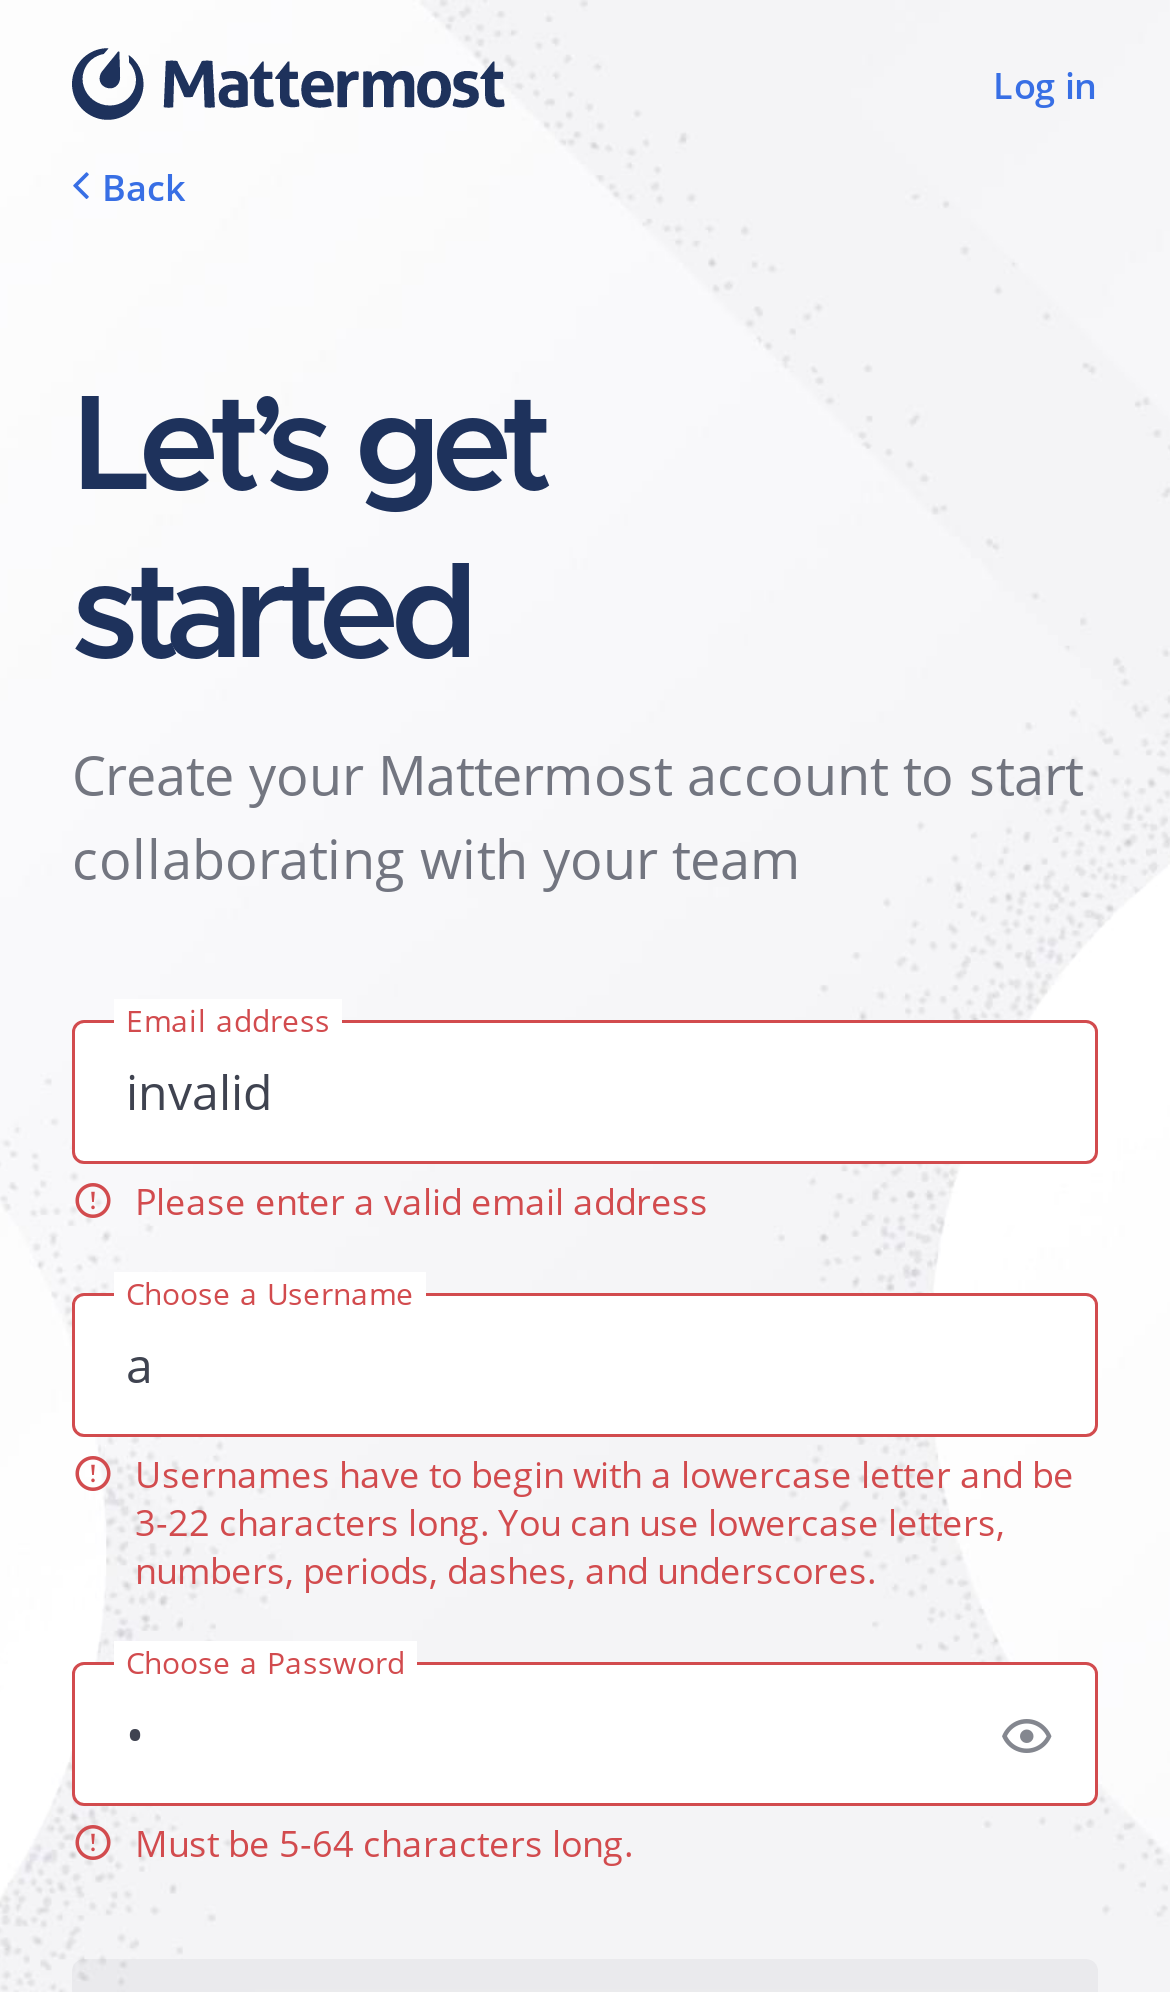 Mattermost
Log in
Back
Let's get
started
Create your Mattermost account to start
collaborating with your team
Email address
invalid
Please enter a valid email address
Choose a Username
a
Usernames have to begin with a lowercase letter and be
3-22 characters long. You can use lowercase letters,
numbers, periods, dashes, and underscores.
Choose a Password
•
Must be 5-64 characters long.